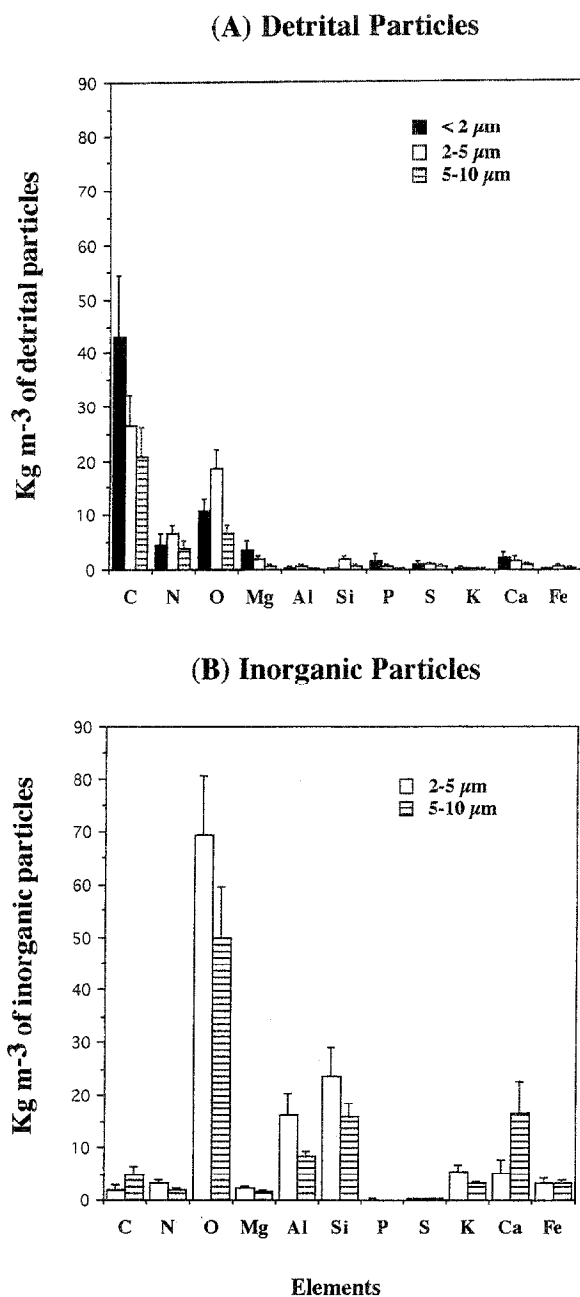 (A) Detrital Particles
Kg m-3 of detrital particles
90
80
70
60
50
40
30
20
10
0
< 2 μm
2-5 μm
5-10 μm
C N O Mg Al Si P S K Ca Fe
(B) Inorganic Particles
Kg m-3 of inorganic particles
90
80
70
60
50
40
30
20
10
0
2-5 μm
5-10 μm
C N O Mg Al Si P S K Ca Fe
Elements